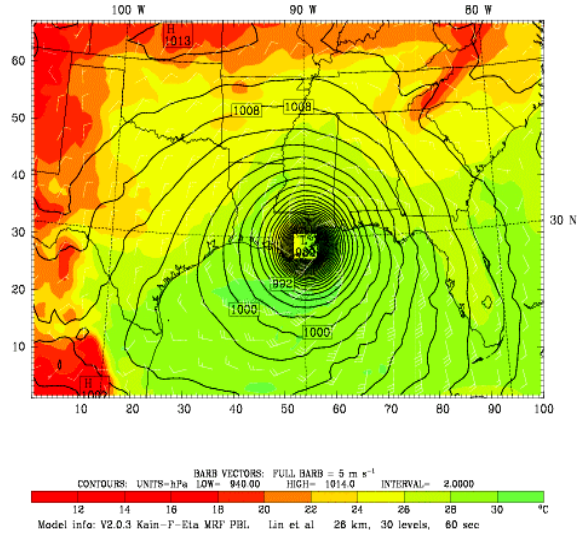 100 W 90 W 80 W
H
1013
60
1008 1008
50
40
30 30 N
L
992
20
1000
1000
10
H
10 20 30 40 50 60 70 80 90 100
BARB VECTORS: FULL BARB = 5 m s⁻¹
CONTOURS: UNITS=hPa LOW= 940.00 HIGH= 1014.0 INTERVAL= 2.0000
12 14 16 18 20 22 24 26 28 30 °C
Model info: V2.0.3 Kain-F-Eta MRF PBL Lin et al 26 km, 30 levels, 60 sec